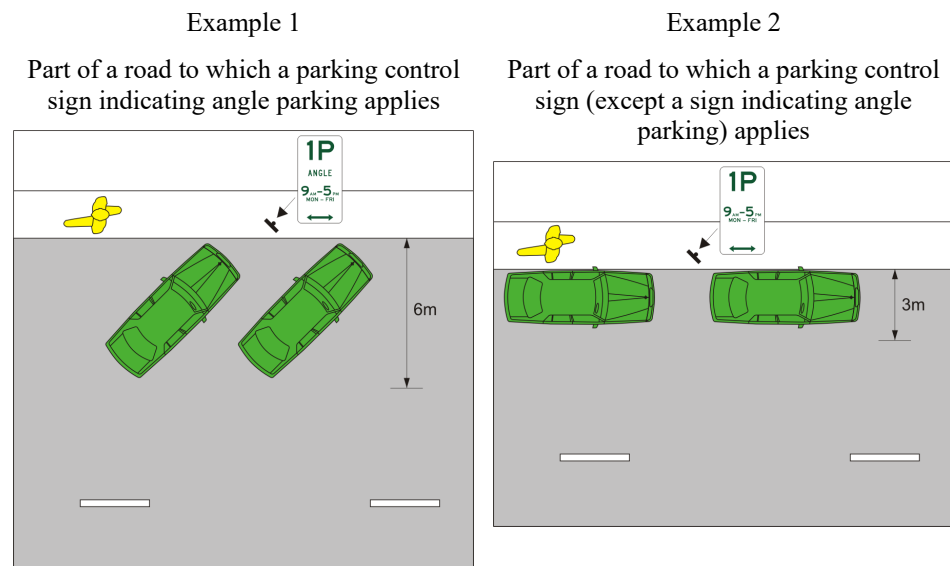 Example 1
Part of a road to which a parking control
sign indicating angle parking applies
1P
ANGLE
9AM-5PM
MON - FRI
6m
Example 2
Part of a road to which a parking control
sign (except a sign indicating angle
parking) applies
1P
9AM-5PM
MON - FRI
3m